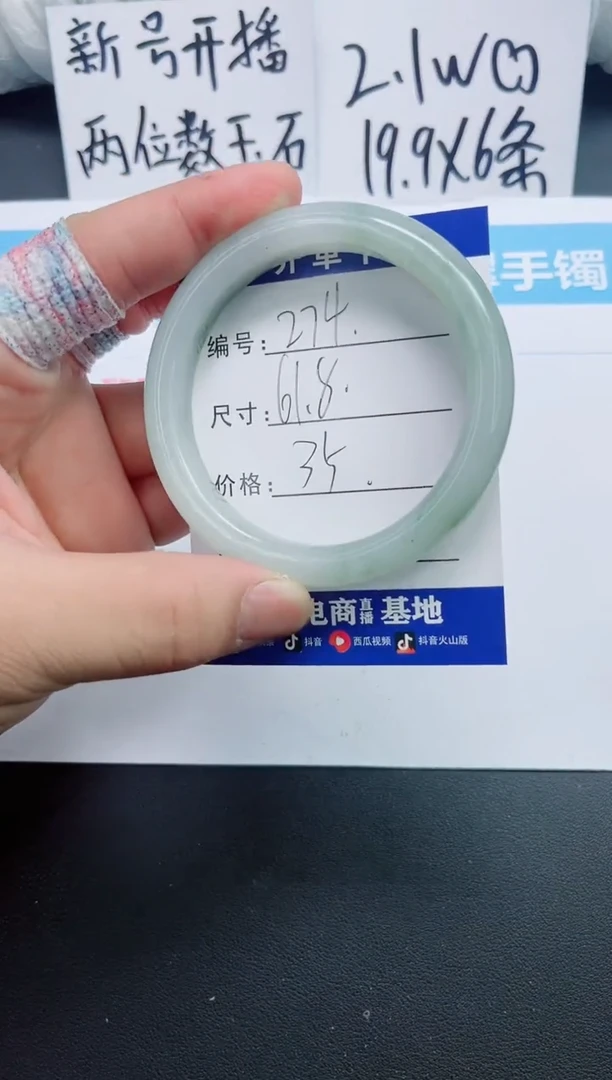 新号开播
两位数玉石
2.1W
19.9X6条
手镯
编号：274.
尺寸：61.8.
价格：35.
电商直播基地
抖音 西瓜视频 抖音火山版